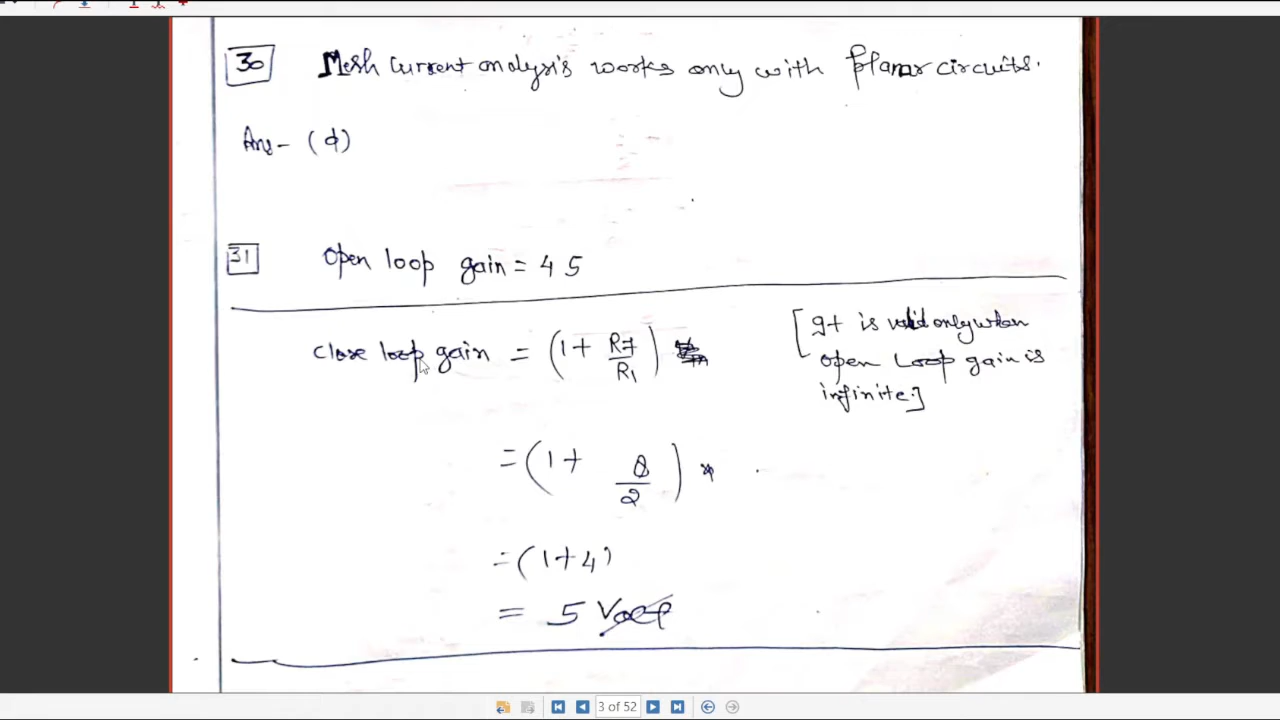 30 Mesh Current analysis works only with Planar circuits.
Ans- (d)
31 Open loop gain = 45
Close loop gain = (1 + Rf/R1)
[It is valid only when
open Loop gain is
infinite.]
= (1 + 8/2)
= (1+4)
= 5 Volt
3 of 52